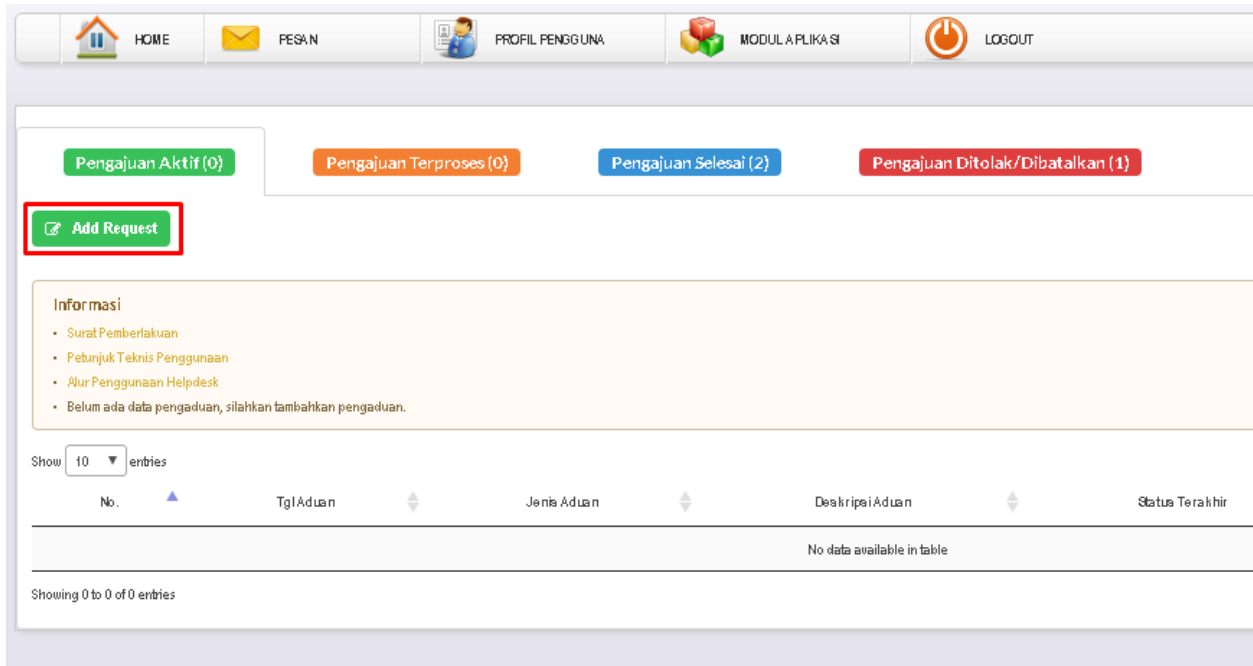 HOME PESAN PROFIL PENGGUNA MODUL APLIKASI LOGOUT
Pengajuan Aktif (0) Pengajuan Terproses (0) Pengajuan Selesai (2) Pengajuan Ditolak/Dibatalkan (1)
Add Request
Informasi
• Surat Pemberlakuan
• Petunjuk Teknis Penggunaan
• Alur Penggunaan Helpdesk
• Belum ada data pengaduan, silahkan tambahkan pengaduan.
Show 10 entries
No. Tgl Aduan Jenis Aduan Deskripsi Aduan Status Terakhir
No data available in table
Showing 0 to 0 of 0 entries